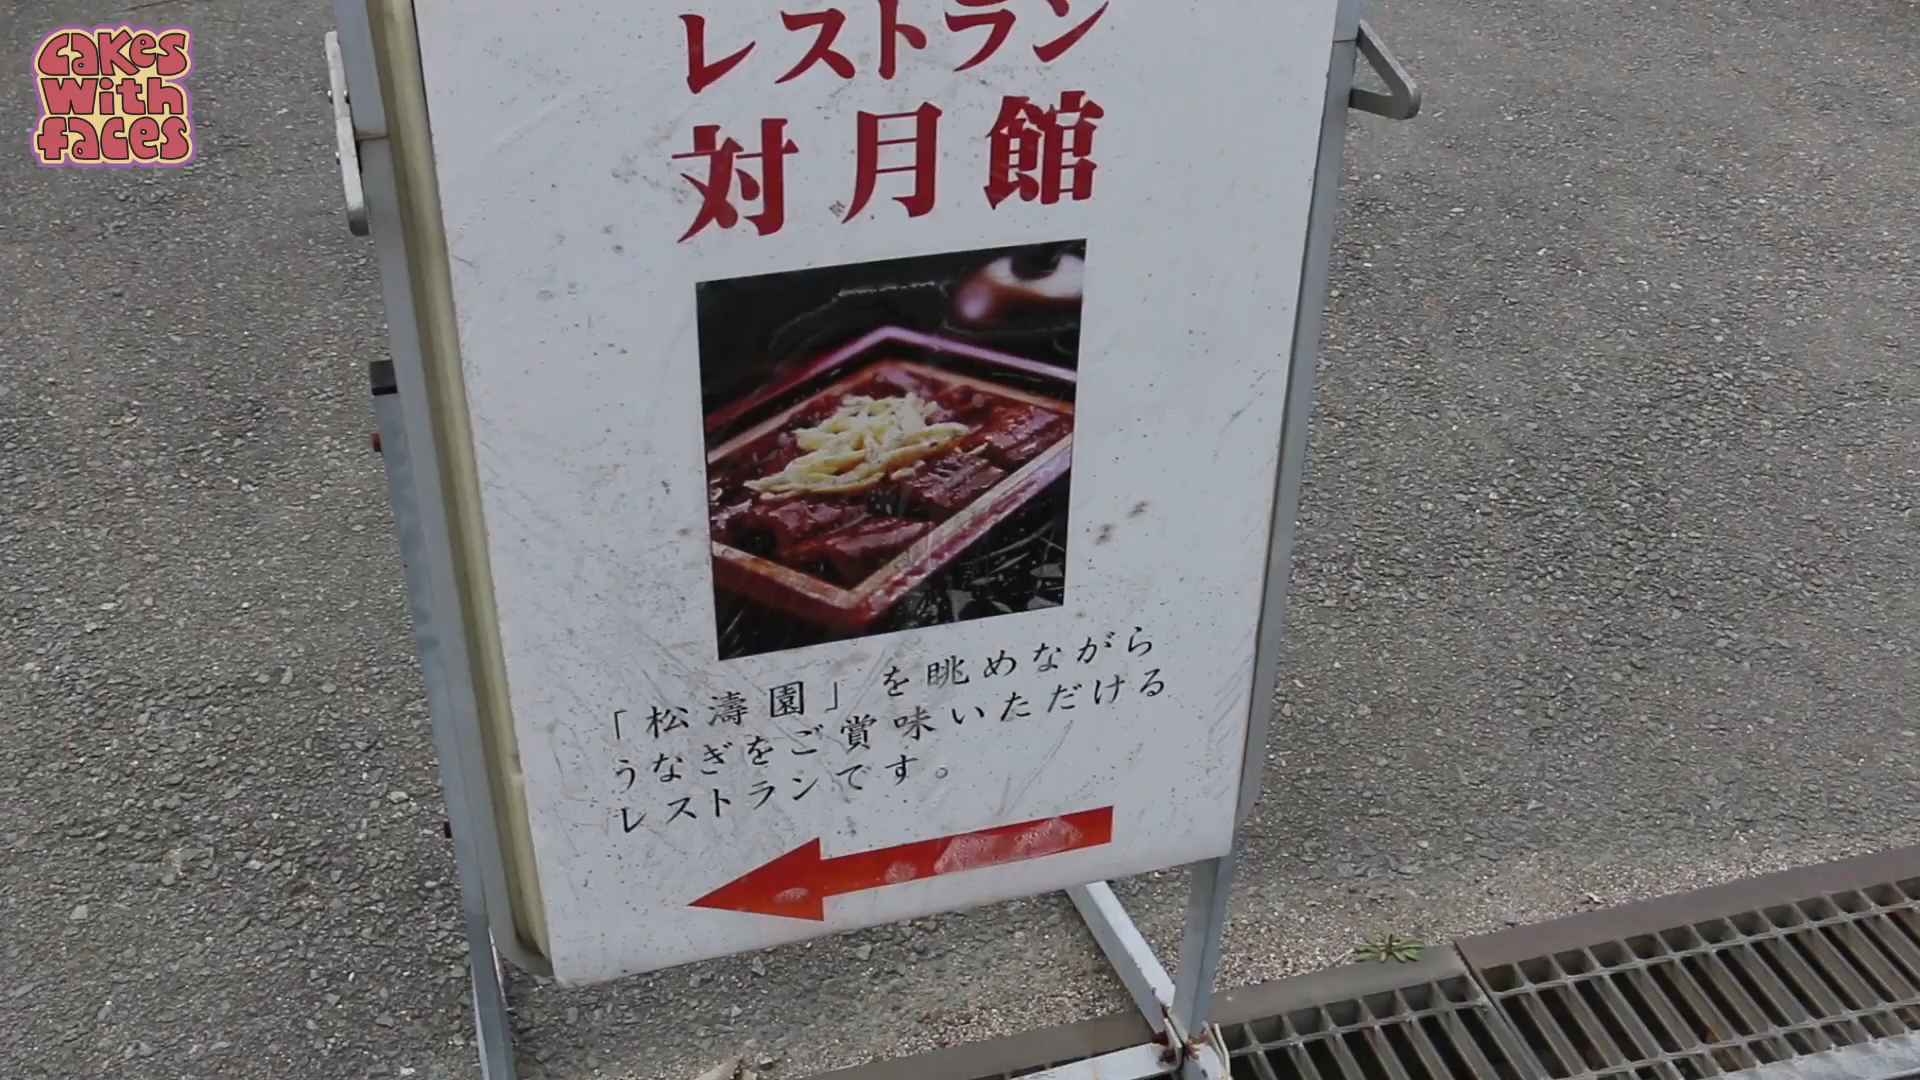 Cakes
With
faces
レストラン
対月館
「松濤園」を眺めながら
うなぎをご賞味いただける
レストランです。